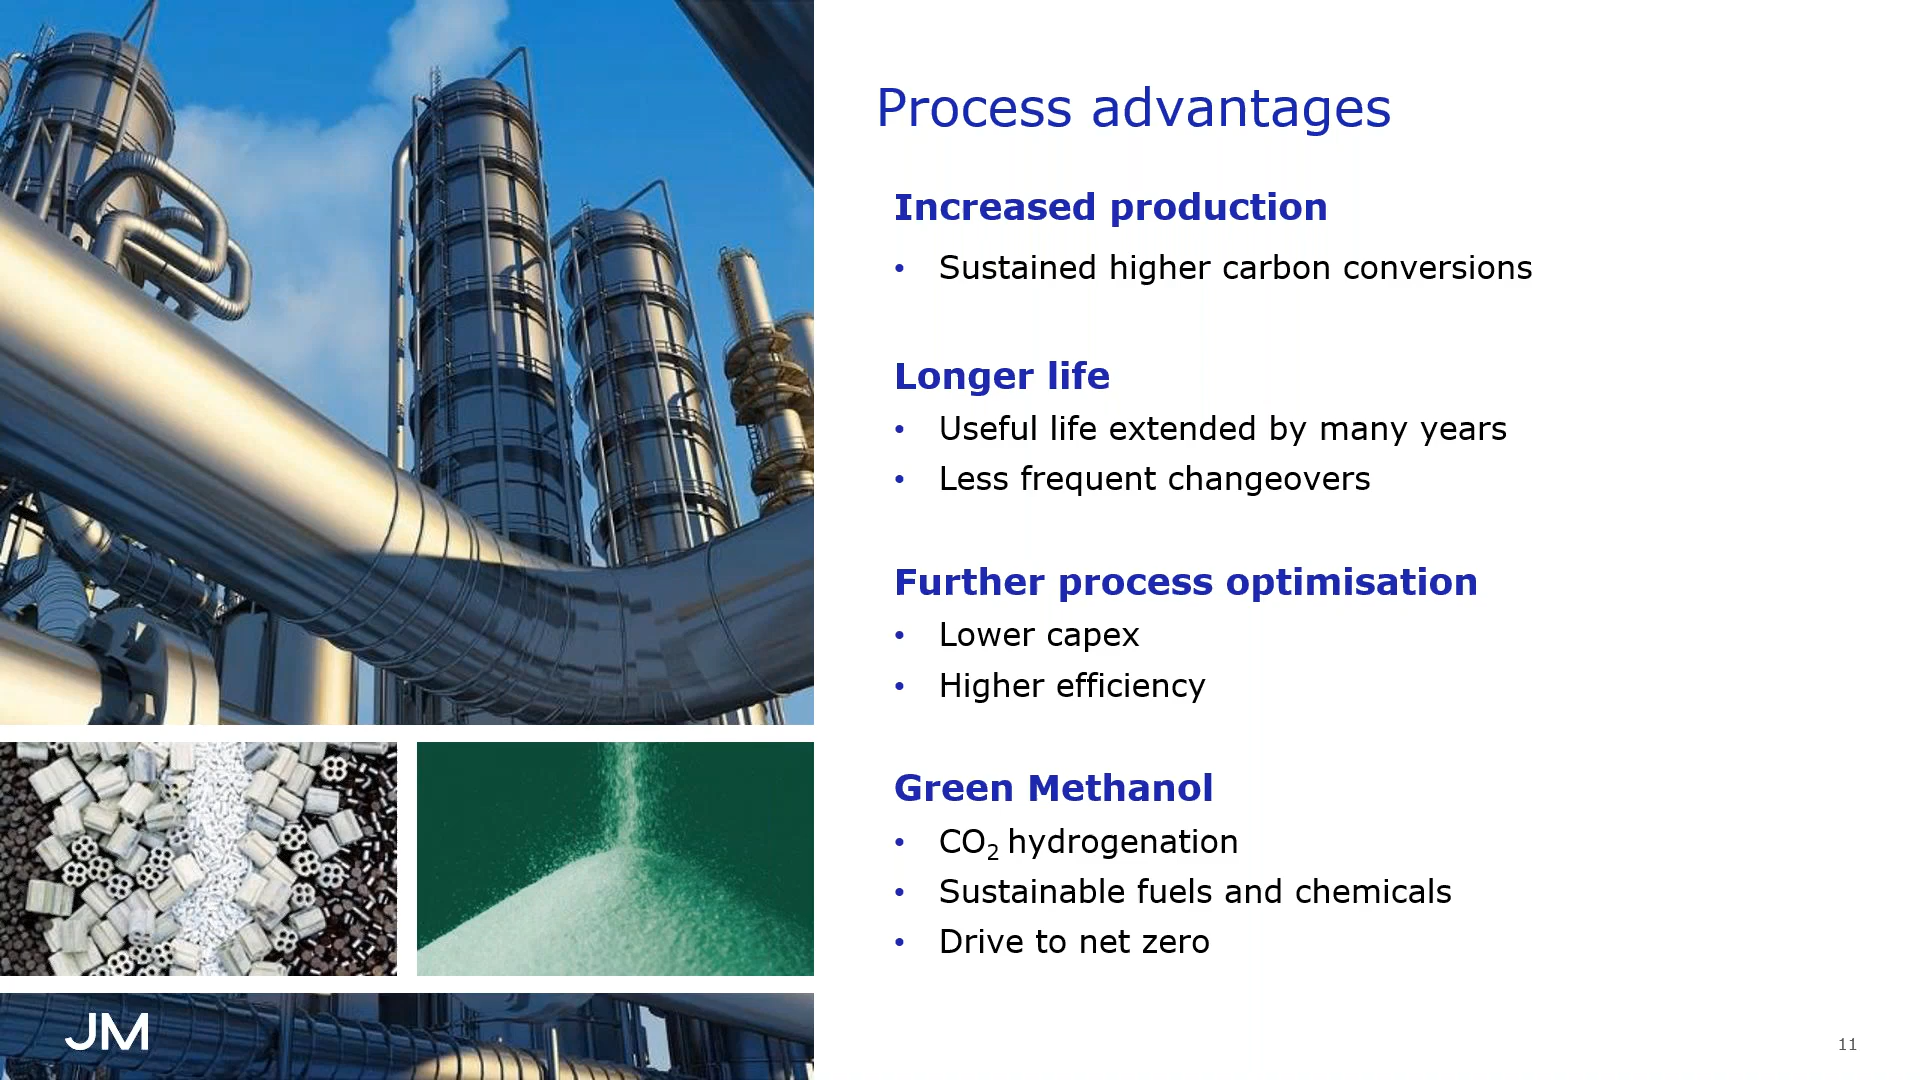 Process advantages
Increased production
• Sustained higher carbon conversions
Longer life
• Useful life extended by many years
• Less frequent changeovers
Further process optimisation
• Lower capex
• Higher efficiency
Green Methanol
• CO₂ hydrogenation
• Sustainable fuels and chemicals
• Drive to net zero
JM
11